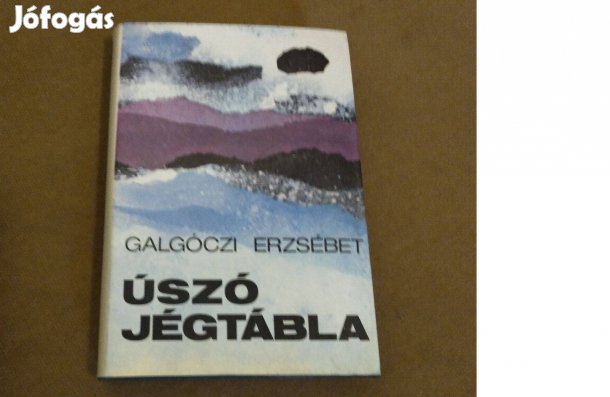 Jófogás
GALGÓCZI ERZSÉBET
ÚSZÓ
JÉGTÁBLA